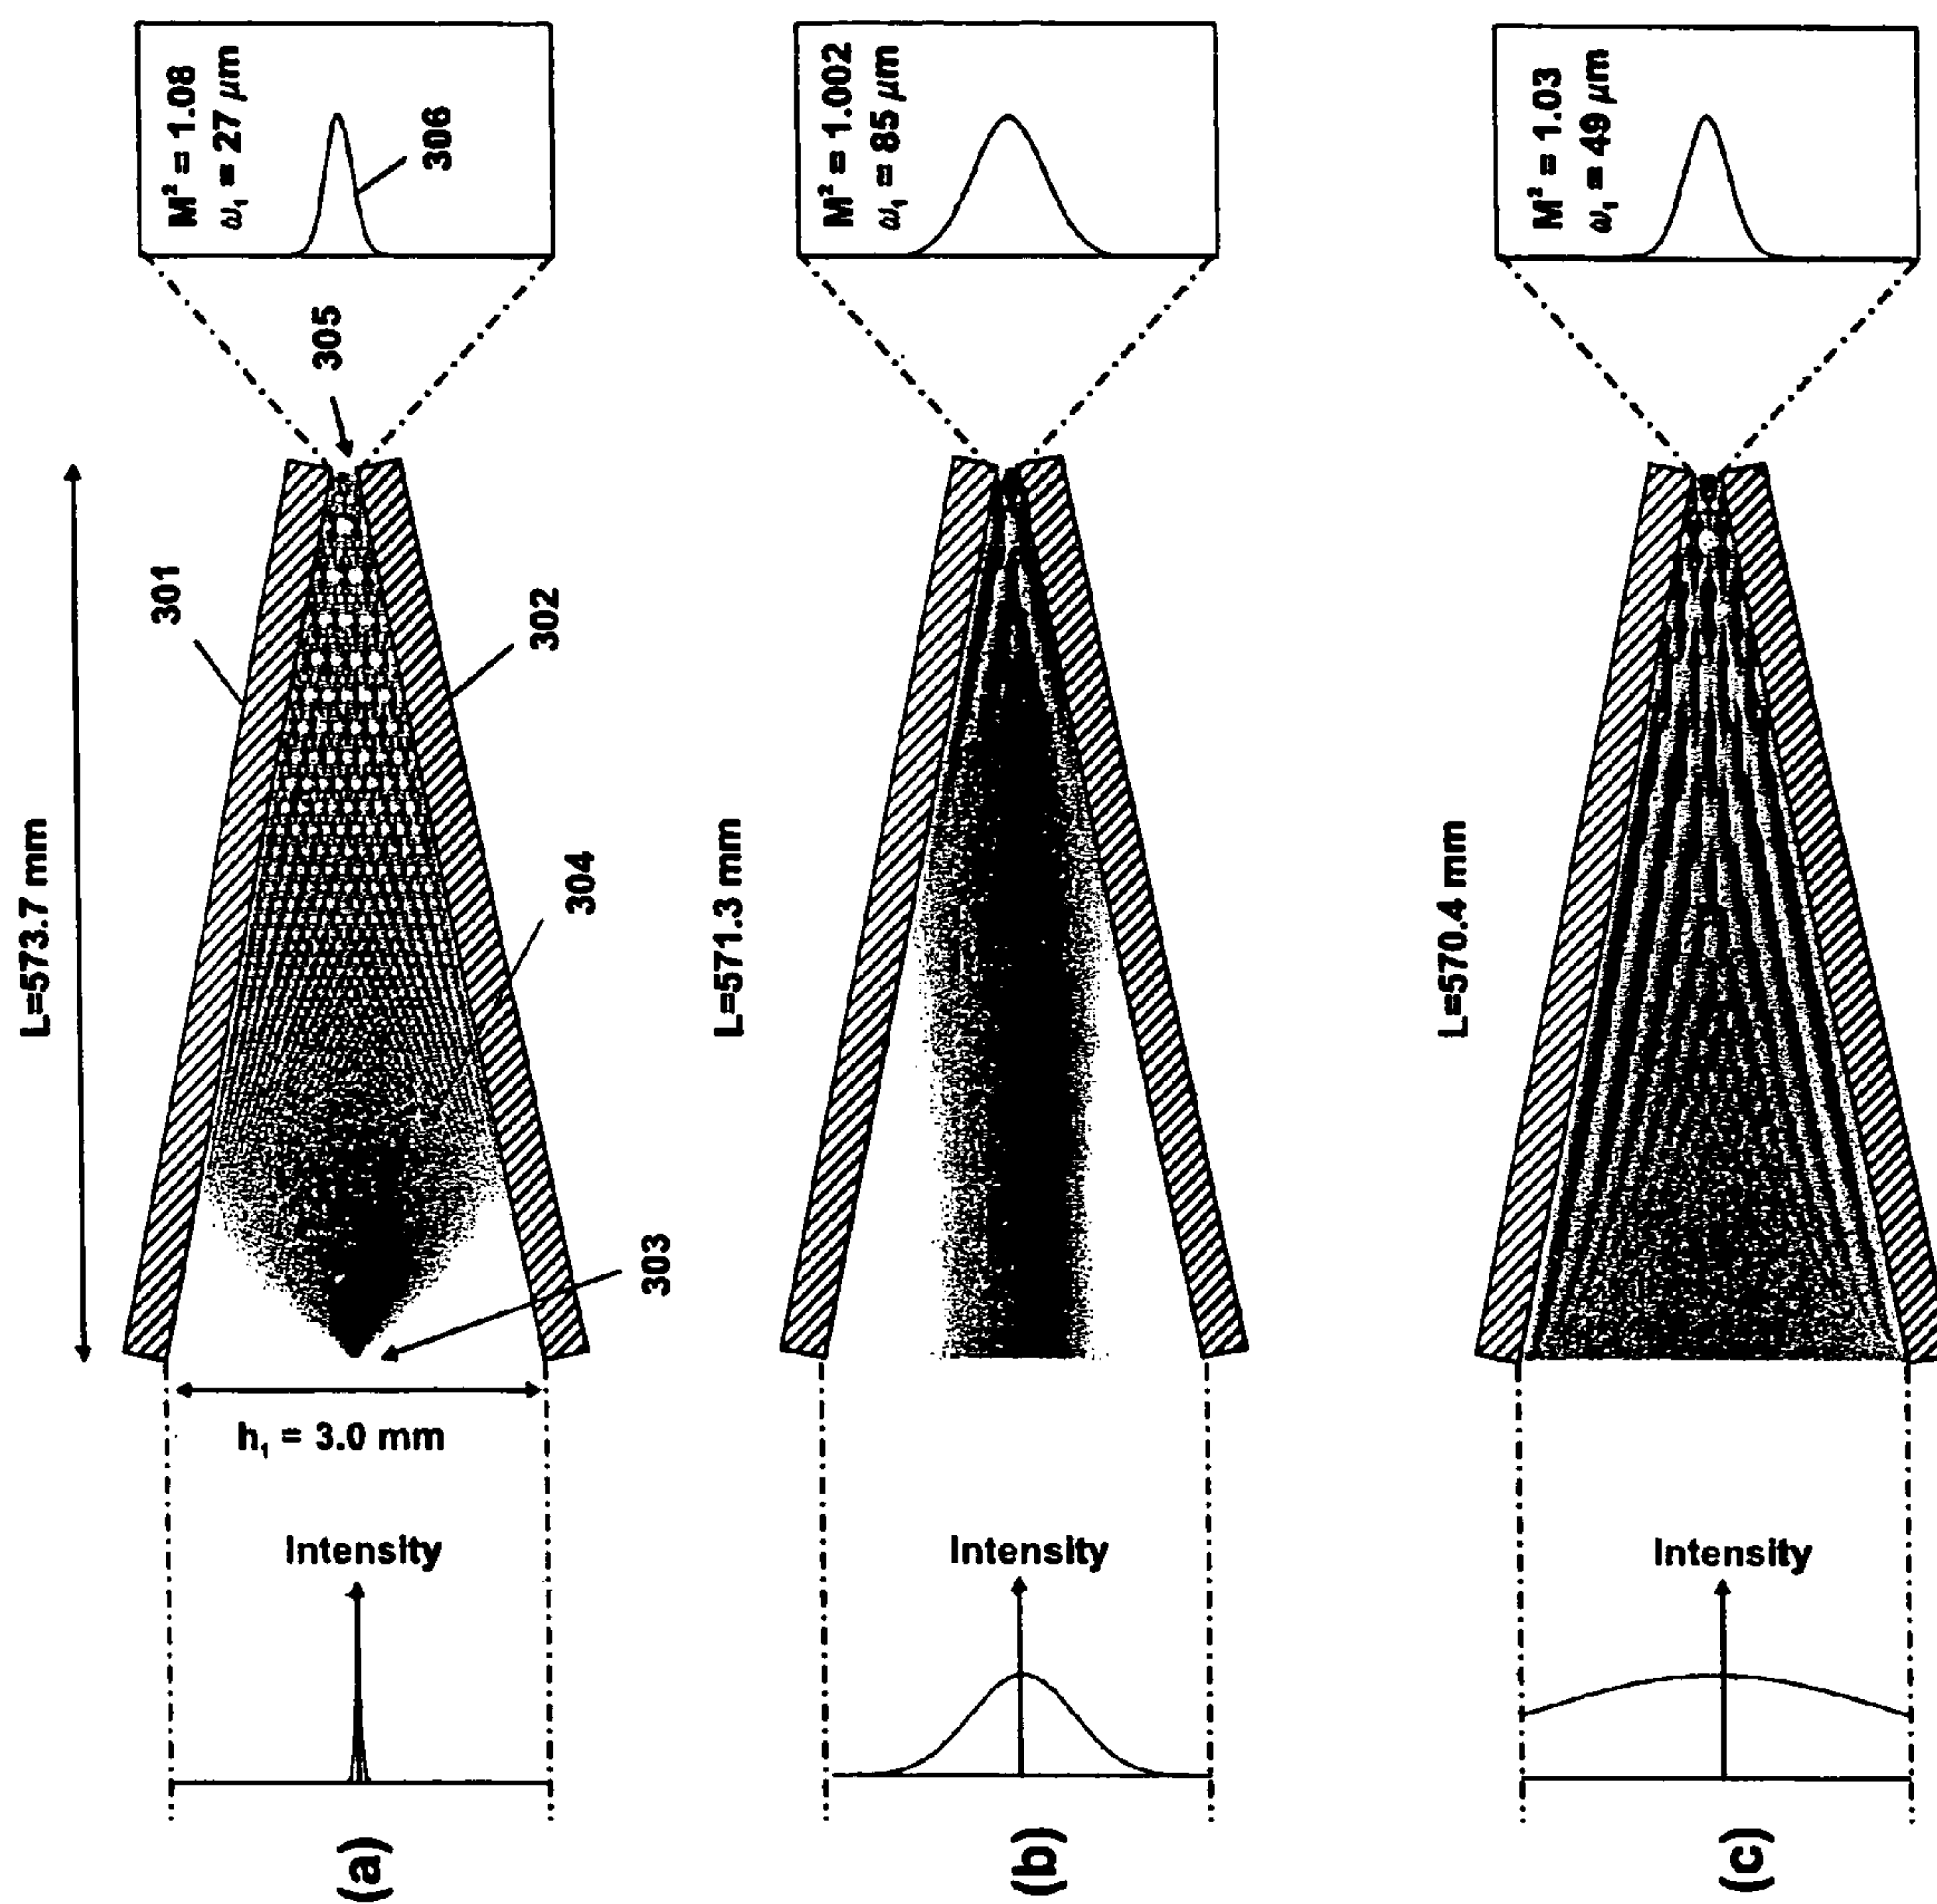 (a)
Intensity
h₁ = 3.0 mm
L=573.7 mm
301
302
303
304
305
M² = 1.08
ω₁ = 27 μm
306
(b)
Intensity
L=571.3 mm
M² = 1.002
ω₁ = 85 μm
(c)
Intensity
L=570.4 mm
M² = 1.03
ω₁ = 49 μm